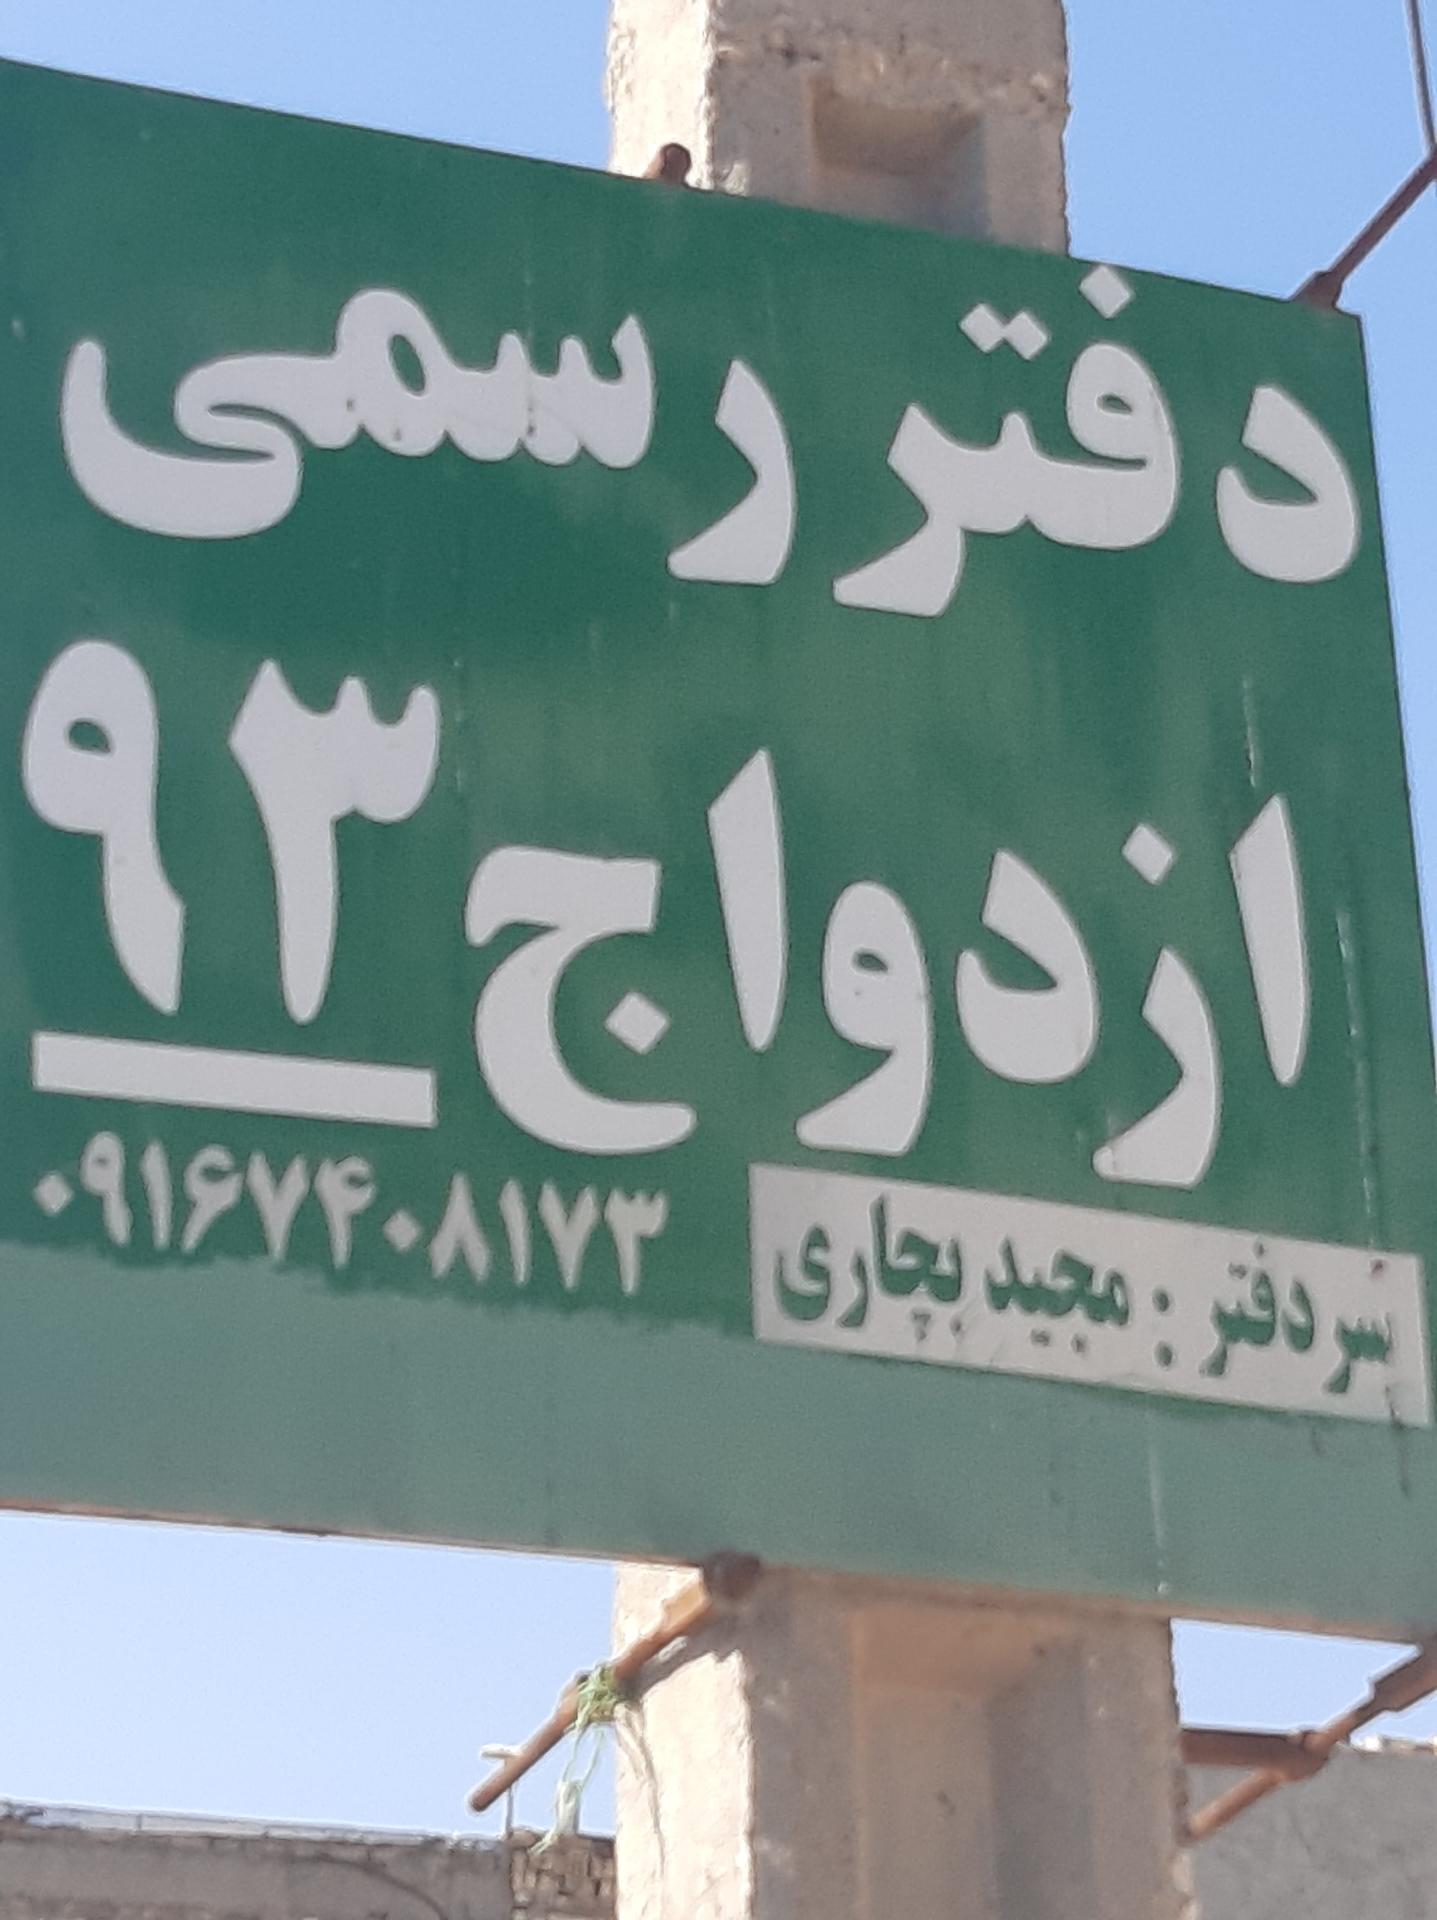 دفتر رسمی
ازدواج ۹۳
سردفتر : مجید بچاری
۰۹۱۶۷۴۰۸۱۷۳